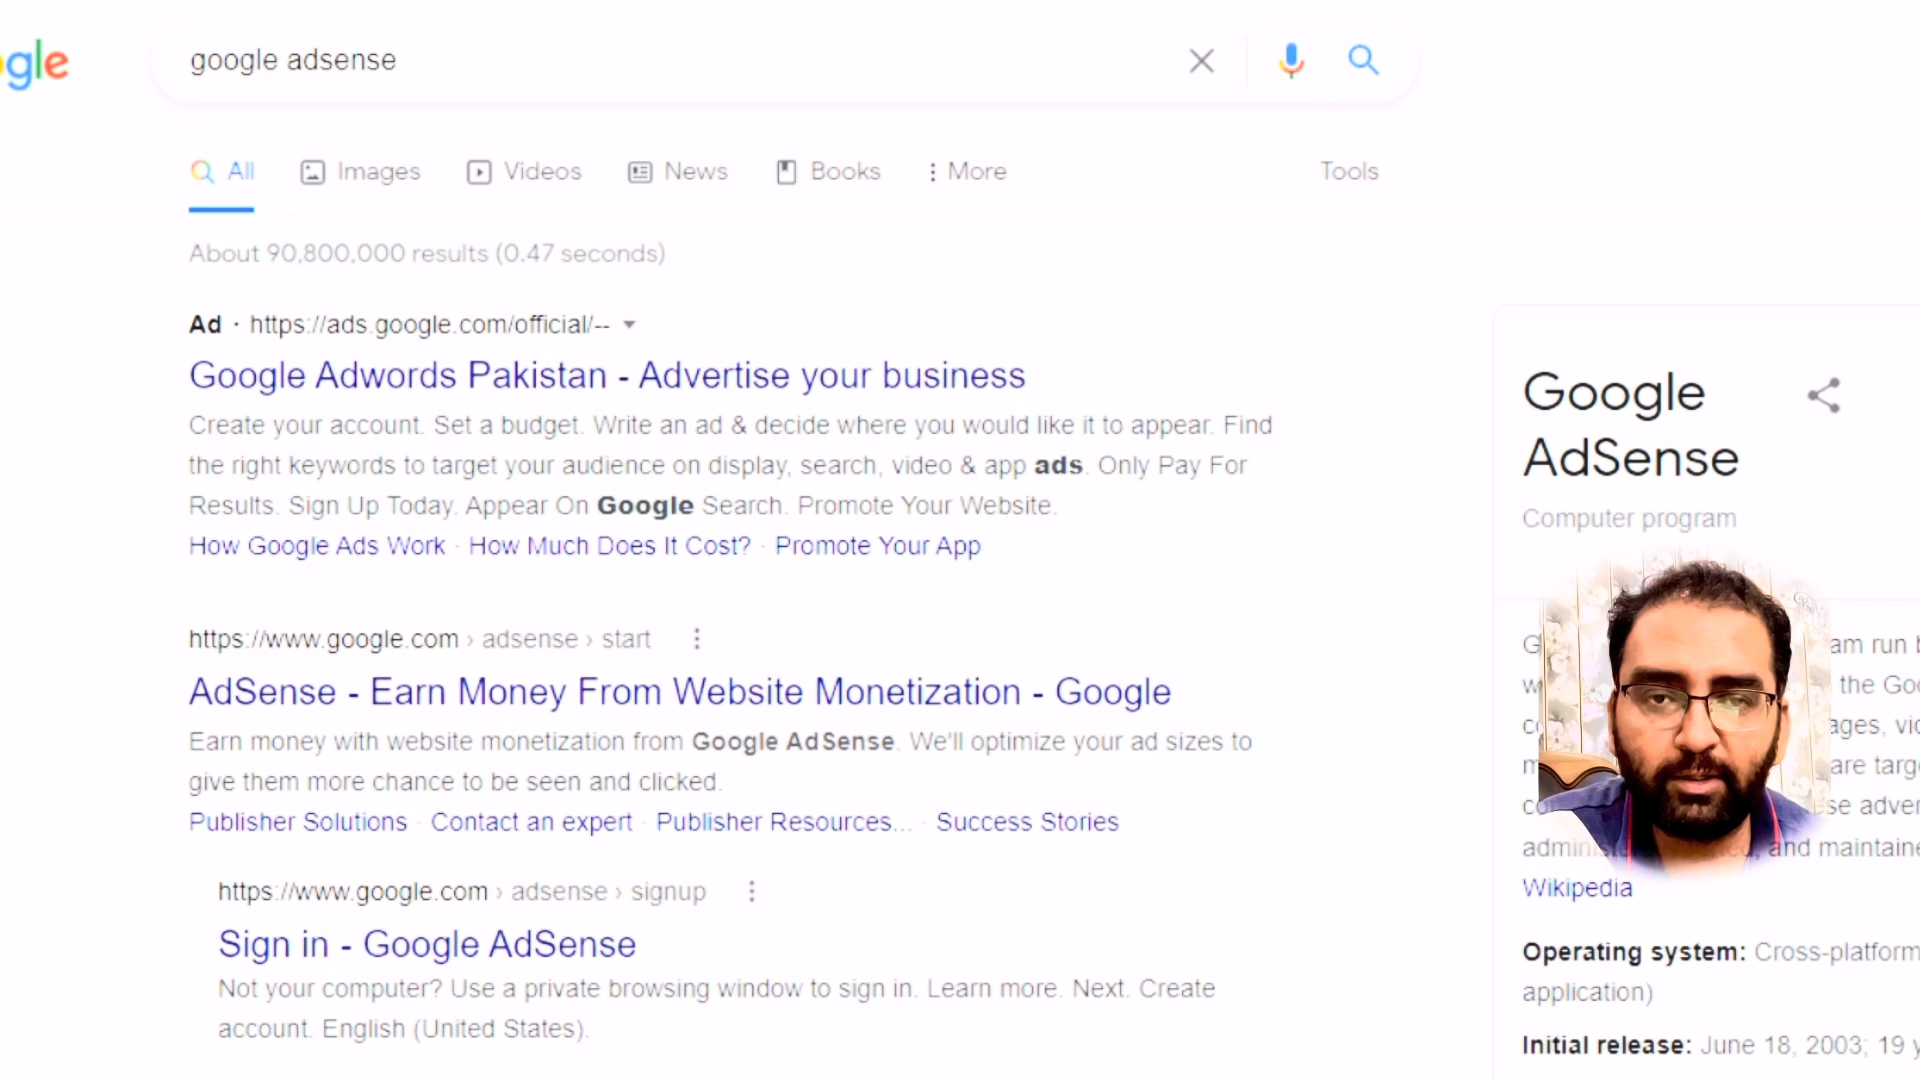 gle
google adsense
All Images Videos News Books More Tools
About 90,800,000 results (0.47 seconds)
Ad · https://ads.google.com/official/--
Google Adwords Pakistan - Advertise your business
Create your account. Set a budget. Write an ad & decide where you would like it to appear. Find
the right keywords to target your audience on display, search, video & app ads. Only Pay For
Results. Sign Up Today. Appear On Google Search. Promote Your Website.
How Google Ads Work · How Much Does It Cost? · Promote Your App
https://www.google.com › adsense › start
AdSense - Earn Money From Website Monetization - Google
Earn money with website monetization from Google AdSense. We'll optimize your ad sizes to
give them more chance to be seen and clicked.
Publisher Solutions · Contact an expert · Publisher Resources... · Success Stories
https://www.google.com › adsense › signup
Sign in - Google AdSense
Not your computer? Use a private browsing window to sign in. Learn more. Next. Create
account. English (United States).
Google
AdSense
Computer program
am run
the Goo
ages, vid
are targ
se adver
and maintaine
Wikipedia
Operating system: Cross-platform
application)
Initial release: June 18, 2003; 19 y